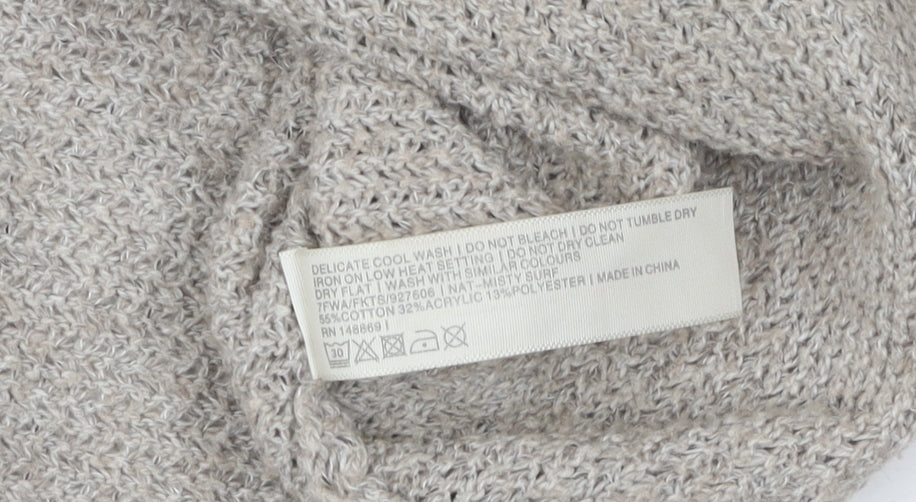 DELICATE COOL WASH | DO NOT BLEACH | DO NOT TUMBLE DRY
IRON ON LOW HEAT SETTING | DO NOT DRY CLEAN
DRY FLAT | WASH WITH SIMILAR COLOURS
7RWA/FKTS/927606 | NAT-MISTY SURF
55%COTTON 32%ACRYLIC 13%POLYESTER | MADE IN CHINA
RN 148669 |
30